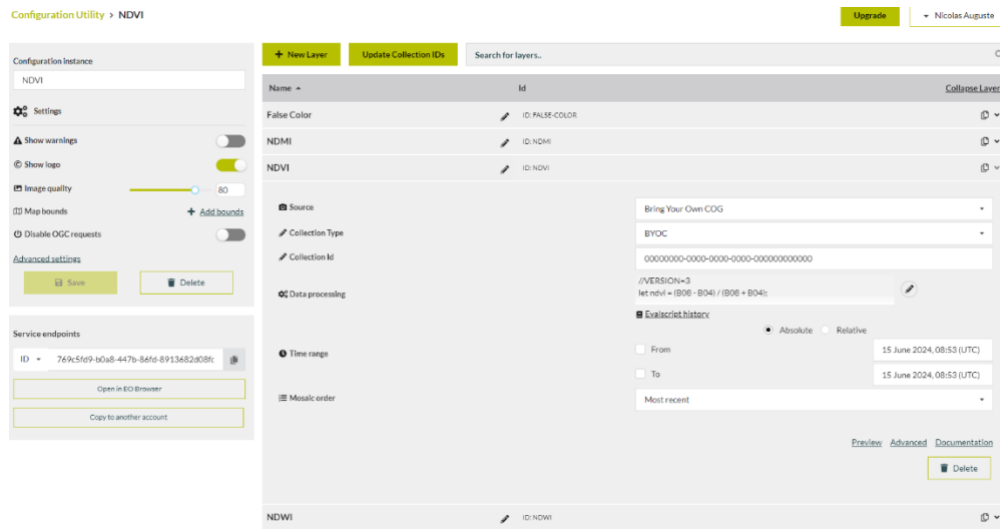 Configuration Utility > NDVI
Upgrade
Nicolas Auguste
Configuration instance
NDVI
Settings
Show warnings
Show logo
Image quality
80
Map bounds
+ Add bounds
Disable OGC requests
Advanced settings
Save
Delete
Service endpoints
ID
769c5fd9-b0a8-447b-86fd-8913682d08fc
Open in EO Browser
Copy to another account
+ New Layer
Update Collection IDs
Search for layers..
Name
Id
Collapse Layer
False Color
ID: FALSE-COLOR
NDMI
ID: NDMI
NDVI
ID: NDVI
Source
Bring Your Own COG
Collection Type
BYOC
Collection Id
00000000-0000-0000-0000-000000000000
Data processing
//VERSION=3
let ndvi = (B08 - B04) / (B08 + B04);
Evalscript history
Absolute
Relative
Time range
From
15 June 2024, 08:53 (UTC)
To
15 June 2024, 08:53 (UTC)
Mosaic order
Most recent
Preview
Advanced
Documentation
Delete
NDWI
ID: NDWI